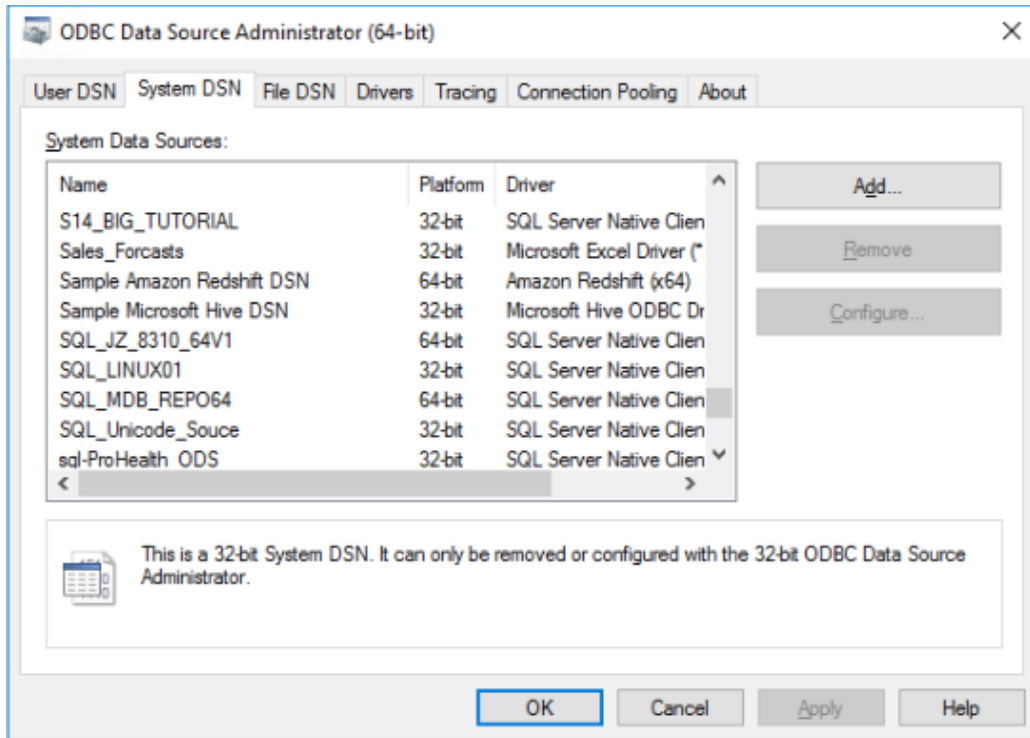 ODBC Data Source Administrator (64-bit)
User DSN System DSN File DSN Drivers Tracing Connection Pooling About
System Data Sources:
Name Platform Driver
S14_BIG_TUTORIAL 32-bit SQL Server Native Clien
Sales_Forcasts 32-bit Microsoft Excel Driver (*
Sample Amazon Redshift DSN 64-bit Amazon Redshift (x64)
Sample Microsoft Hive DSN 32-bit Microsoft Hive ODBC Dr
SQL_JZ_8310_64V1 64-bit SQL Server Native Clien
SQL_LINUX01 32-bit SQL Server Native Clien
SQL_MDB_REPO64 64-bit SQL Server Native Clien
SQL_Unicode_Souce 32-bit SQL Server Native Clien
sql-ProHealth_ODS 32-bit SQL Server Native Clien
Add...
Remove
Configure...
This is a 32-bit System DSN. It can only be removed or configured with the 32-bit ODBC Data Source
Administrator.
OK Cancel Apply Help